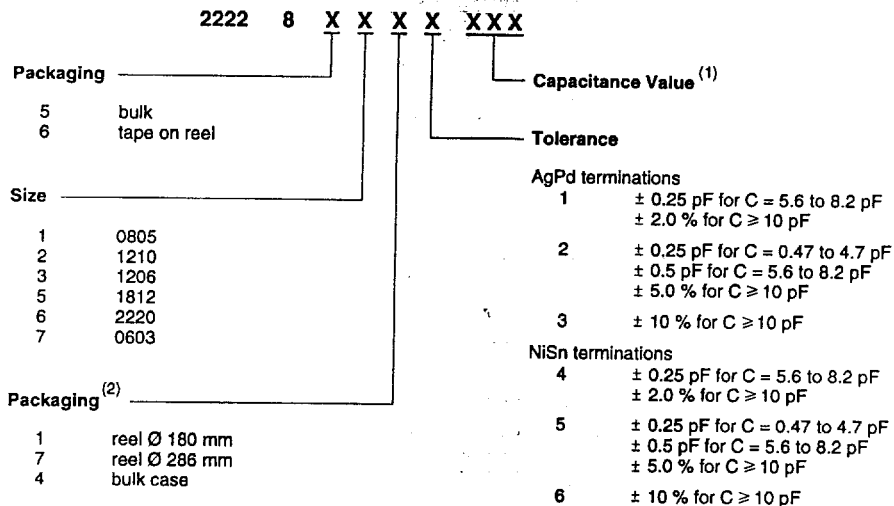 2222 8 X X X X XXX
Packaging
5 bulk
6 tape on reel
Size
1 0805
2 1210
3 1206
5 1812
6 2220
7 0603
Packaging (2)
1 reel Ø 180 mm
7 reel Ø 286 mm
4 bulk case
Capacitance Value (1)
Tolerance
AgPd terminations
1 ± 0.25 pF for C = 5.6 to 8.2 pF
± 2.0 % for C ≥ 10 pF
2 ± 0.25 pF for C = 0.47 to 4.7 pF
± 0.5 pF for C = 5.6 to 8.2 pF
± 5.0 % for C ≥ 10 pF
3 ± 10 % for C ≥ 10 pF
NiSn terminations
4 ± 0.25 pF for C = 5.6 to 8.2 pF
± 2.0 % for C ≥ 10 pF
5 ± 0.25 pF for C = 0.47 to 4.7 pF
± 0.5 pF for C = 5.6 to 8.2 pF
± 5.0 % for C ≥ 10 pF
6 ± 10 % for C ≥ 10 pF